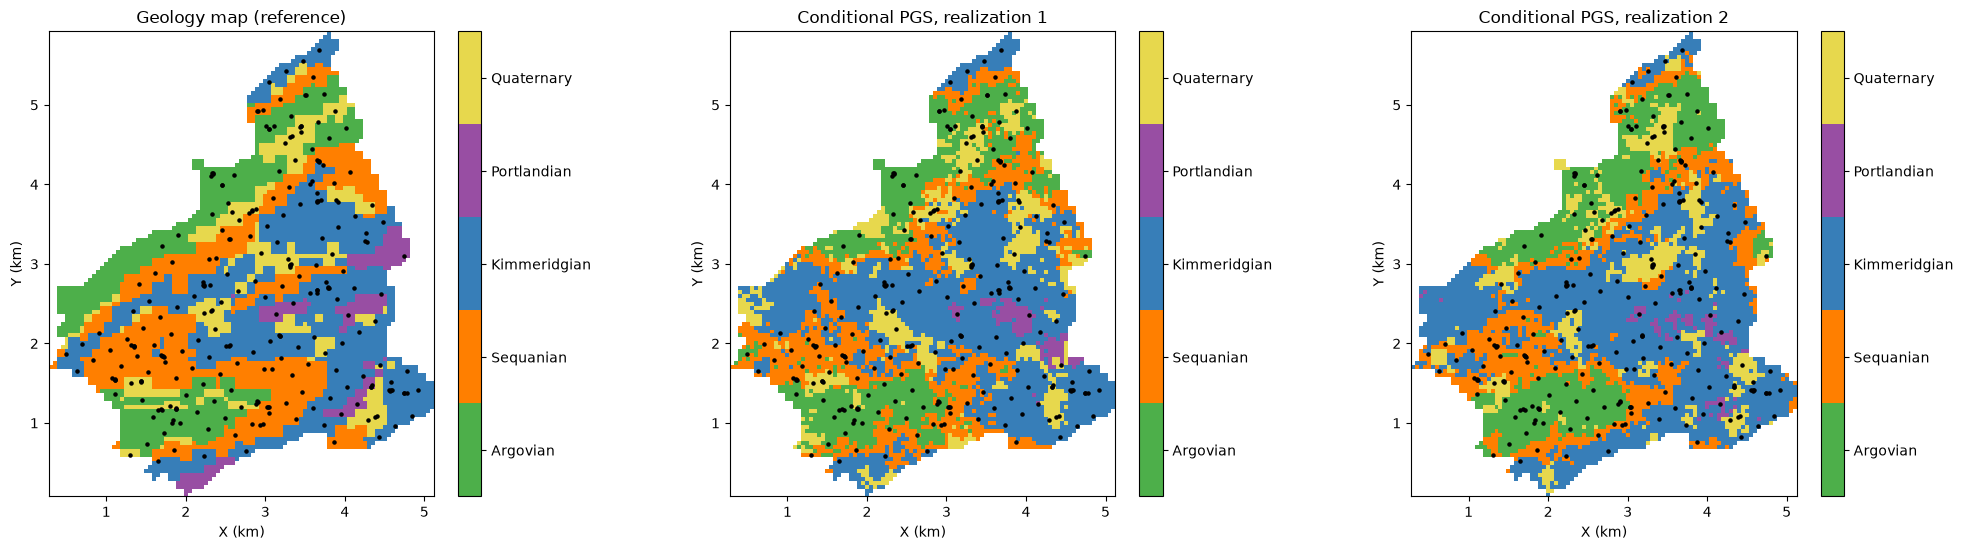 Geology map (reference)
Y (km)
5
4
3
2
1
1 2 3 4 5
X (km)
Quaternary
Portlandian
Kimmeridgian
Sequanian
Argovian
Conditional PGS, realization 1
Y (km)
5
4
3
2
1
1 2 3 4 5
X (km)
Quaternary
Portlandian
Kimmeridgian
Sequanian
Argovian
Conditional PGS, realization 2
Y (km)
5
4
3
2
1
1 2 3 4 5
X (km)
Quaternary
Portlandian
Kimmeridgian
Sequanian
Argovian